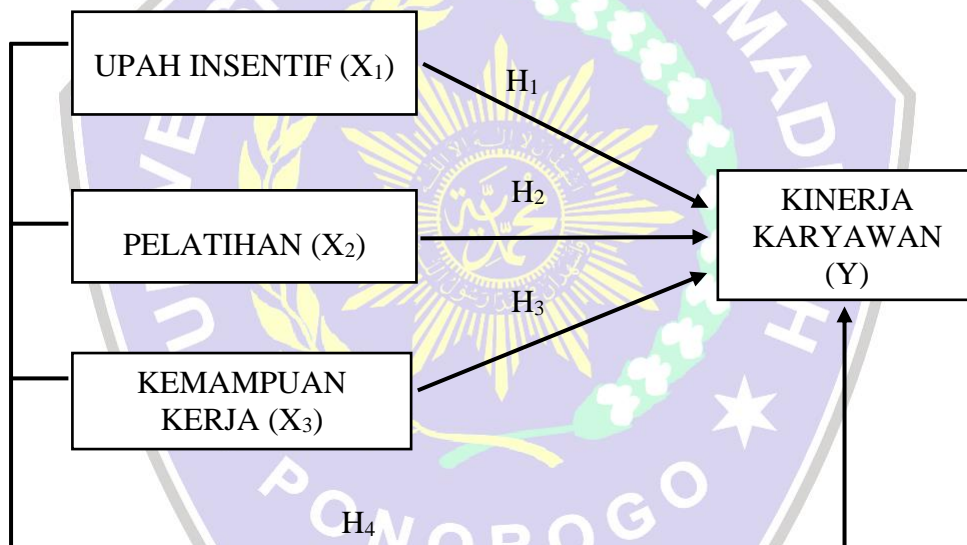 UPAH INSENTIF (X₁)
H₁
PELATIHAN (X₂)
H₂
KINERJA
KARYAWAN
(Y)
H₃
KEMAMPUAN
KERJA (X₃)
H₄
PONOROGO